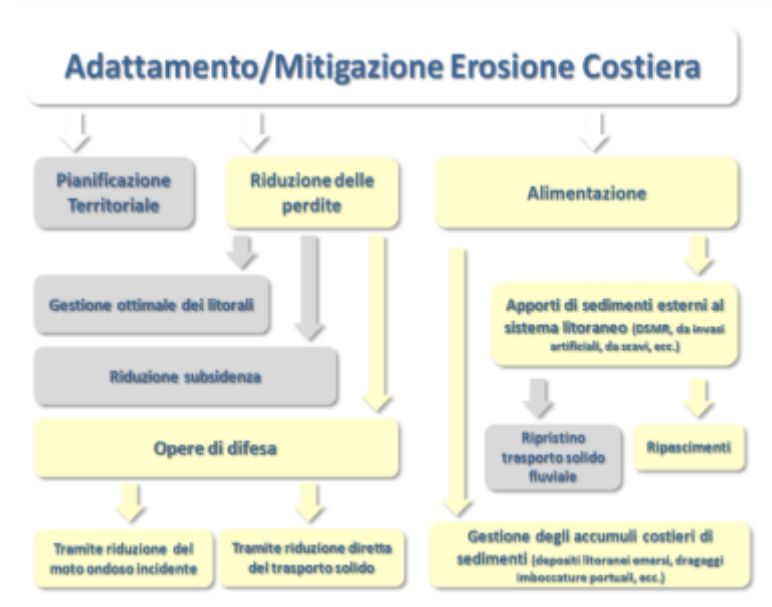 Adattamento/Mitigazione Erosione Costiera
Pianificazione
Territoriale
Riduzione delle
perdite
Alimentazione
Gestione ottimale dei litorali
Apporti di sedimenti esterni al
sistema litoraneo (DSMR, da invasi
artificiali, da scavi, ecc.)
Riduzione subsidenza
Opere di difesa
Ripristino
trasporto solido
fluviale
Ripascimenti
Tramite riduzione del
moto ondoso incidente
Tramite riduzione diretta
del trasporto solido
Gestione degli accumuli costieri di
sedimenti (depositi litoranei emersi, dragaggi
imboccature portuali, ecc.)